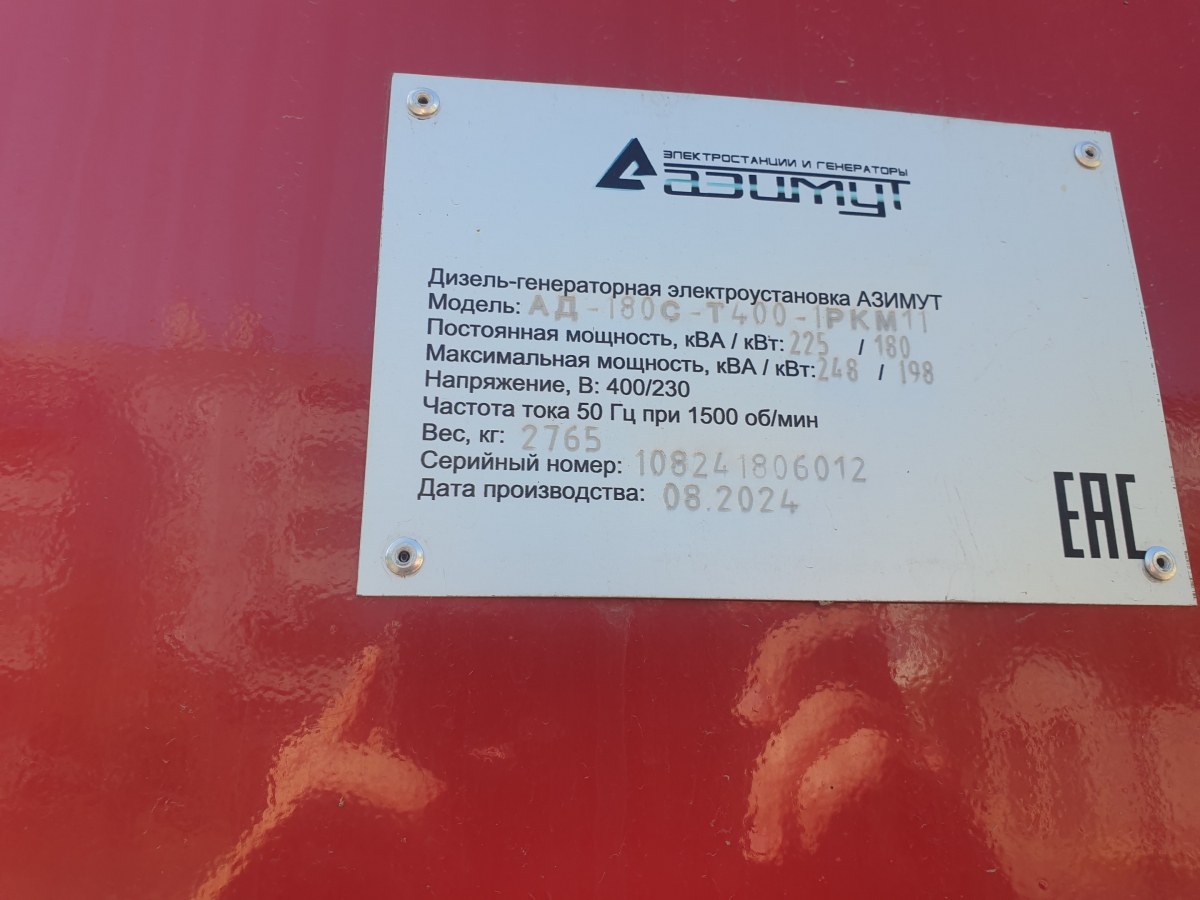 ЭЛЕКТРОСТАНЦИИ И ГЕНЕРАТОРЫ
АЗИМУТ
Дизель-генераторная электроустановка АЗИМУТ
Модель: АД-180С-Т400-1РКМ11
Постоянная мощность, кВА / кВт: 225 / 180
Максимальная мощность, кВА / кВт: 248 / 198
Напряжение, В: 400/230
Частота тока 50 Гц при 1500 об/мин
Вес, кг: 2765
Серийный номер: 108241806012
Дата производства: 08.2024
EAC